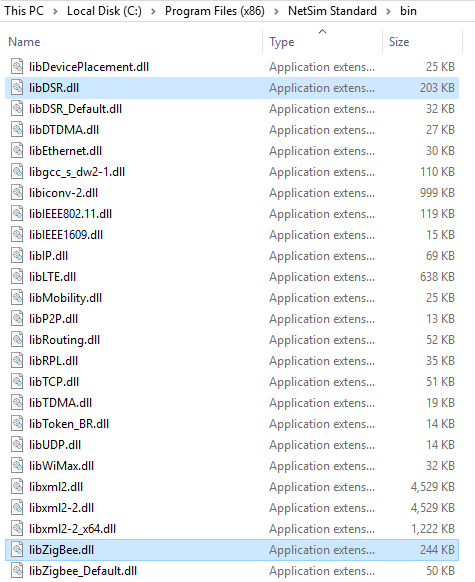 This PC > Local Disk (C:) > Program Files (x86) > NetSim Standard > bin
Name Type Size
libDevicePlacement.dll Application extens... 25 KB
libDSR.dll Application extens... 203 KB
libDSR_Default.dll Application extens... 32 KB
libDTDMA.dll Application extens... 27 KB
libEthernet.dll Application extens... 30 KB
libgcc_s_dw2-1.dll Application extens... 110 KB
libiconv-2.dll Application extens... 999 KB
libIEEE802.11.dll Application extens... 119 KB
libIEEE1609.dll Application extens... 15 KB
libIP.dll Application extens... 69 KB
libLTE.dll Application extens... 638 KB
libMobility.dll Application extens... 25 KB
libP2P.dll Application extens... 13 KB
libRouting.dll Application extens... 52 KB
libRPL.dll Application extens... 35 KB
libTCP.dll Application extens... 51 KB
libTDMA.dll Application extens... 19 KB
libToken_BR.dll Application extens... 14 KB
libUDP.dll Application extens... 14 KB
libWiMax.dll Application extens... 32 KB
libxml2.dll Application extens... 4,529 KB
libxml2-2.dll Application extens... 4,529 KB
libxml2-2_x64.dll Application extens... 1,222 KB
libZigBee.dll Application extens... 244 KB
libZigbee_Default.dll Application extens... 50 KB